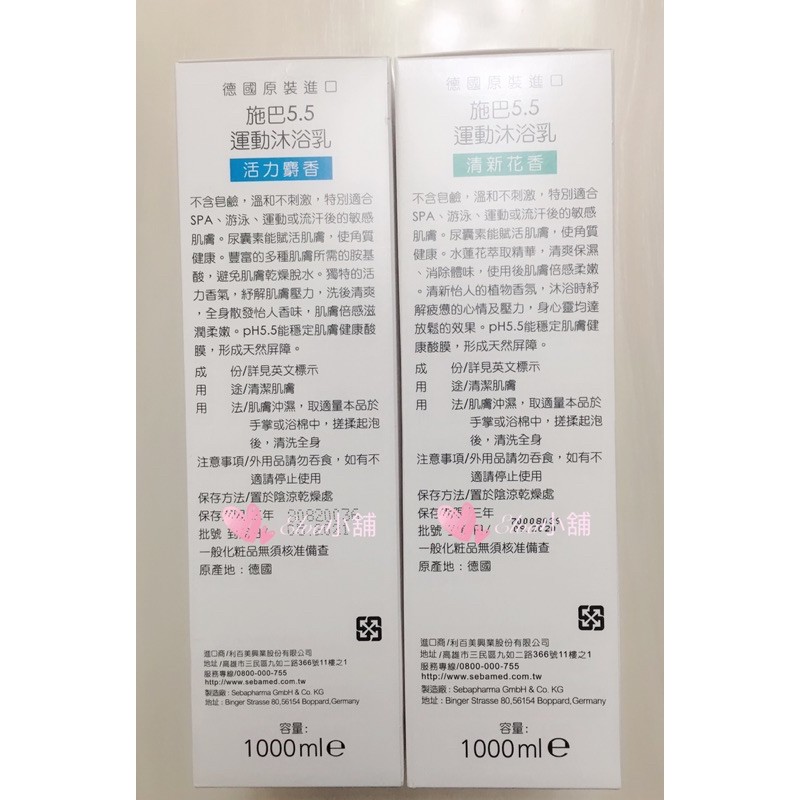 德國原裝進口
施巴5.5
運動沐浴乳
活力麝香
不含皂鹼，溫和不刺激，特別適合
SPA、游泳、運動或流汗後的敏感
肌膚。尿囊素能賦活肌膚，使角質
健康。豐富的多種肌膚所需的胺基
酸，避免肌膚乾燥脫水。獨特的活
力香氣，紓解肌膚壓力，洗後清爽
，全身散發怡人香味，肌膚倍感滋
潤柔嫩。pH5.5能穩定肌膚健康酸
膜，形成天然屏障。
成　份/詳見英文標示
用　途/清潔肌膚
用　法/肌膚沖濕，取適量本品於
手掌或浴棉中，搓揉起泡
後，清洗全身
注意事項/外用品請勿吞食，如有不
適請停止使用
保存方法/置於陰涼乾燥處
保存 年 80820036
批號
小舖
一般化粧品無須核准備查
原產地：德國
進口商/利百美興業股份有限公司
地址/高雄市三民區九如二路366號11樓之1
服務專線/0800-000-755
http://www.sebamed.com.tw
製造廠：Sebapharma GmbH & Co. KG
地址：Binger Strasse 80,56154 Boppard,Germany
容量:
1000ml℮
德國原裝進口
施巴5.5
運動沐浴乳
清新花香
不含皂鹼，溫和不刺激，特別適合
SPA、游泳、運動或流汗後的敏感
肌膚。尿囊素能賦活肌膚，使角質
健康。水蓮花萃取精華，清爽保濕
、消除體味，使用後肌膚倍感柔嫩
。清新怡人的植物香氛，沐浴時紓
解疲憊的心情及壓力，身心靈均達
放鬆的效果。pH5.5能穩定肌膚健
康酸膜，形成天然屏障。
成　份/詳見英文標示
用　途/清潔肌膚
用　法/肌膚沖濕，取適量本品於
手掌或浴棉中，搓揉起泡
後，清洗全身
注意事項/外用品請勿吞食，如有不
適請停止使用
保存方法/置於陰涼乾燥處
保存 三年
批號 70008036
09.2020
小舖
一般化粧品無須核准備查
原產地：德國
進口商/利百美興業股份有限公司
地址/高雄市三民區九如二路366號11樓之1
服務專線/0800-000-755
http://www.sebamed.com.tw
製造廠：Sebapharma GmbH & Co. KG
地址：Binger Strasse 80,56154 Boppard,Germany
容量:
1000ml℮